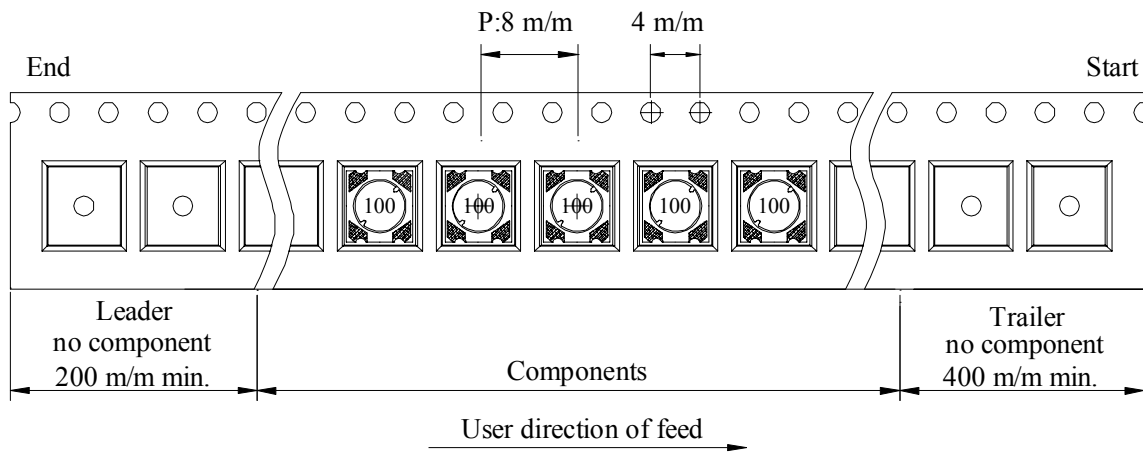 P:8 m/m
4 m/m
End
Start
100
100
100
100
100
Leader
no component
200 m/m min.
Components
Trailer
no component
400 m/m min.
User direction of feed